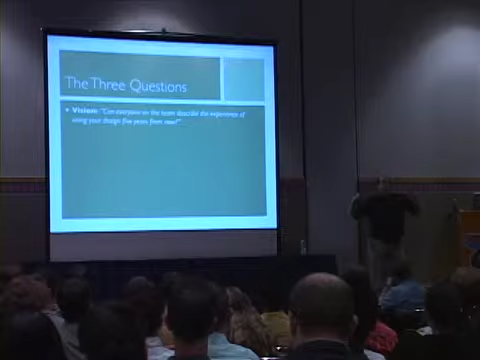 The Three Questions
• Vision: "Can everyone on the team describe the experience of
using your design five years from now?"